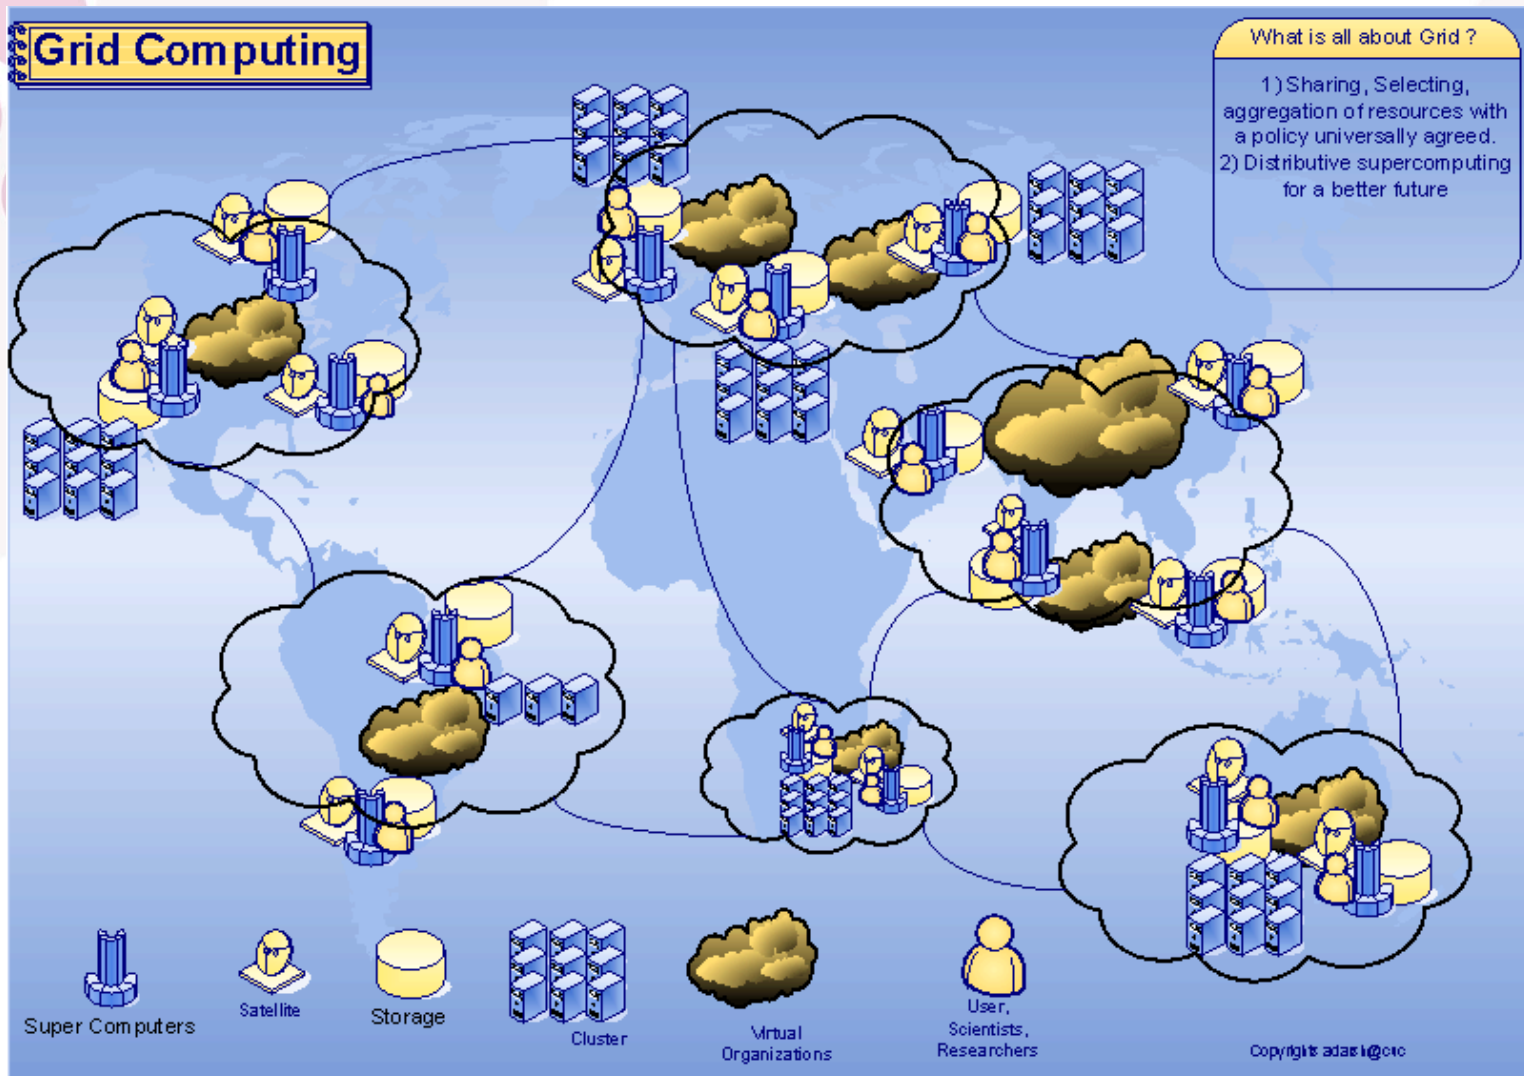 Grid Computing
What is all about Grid ?
1) Sharing, Selecting,
aggregation of resources with
a policy universally agreed.
2) Distributive supercomputing
for a better future
Super Computers
Satellite
Storage
Cluster
Virtual
Organizations
User,
Scientists,
Researchers
Copyrights